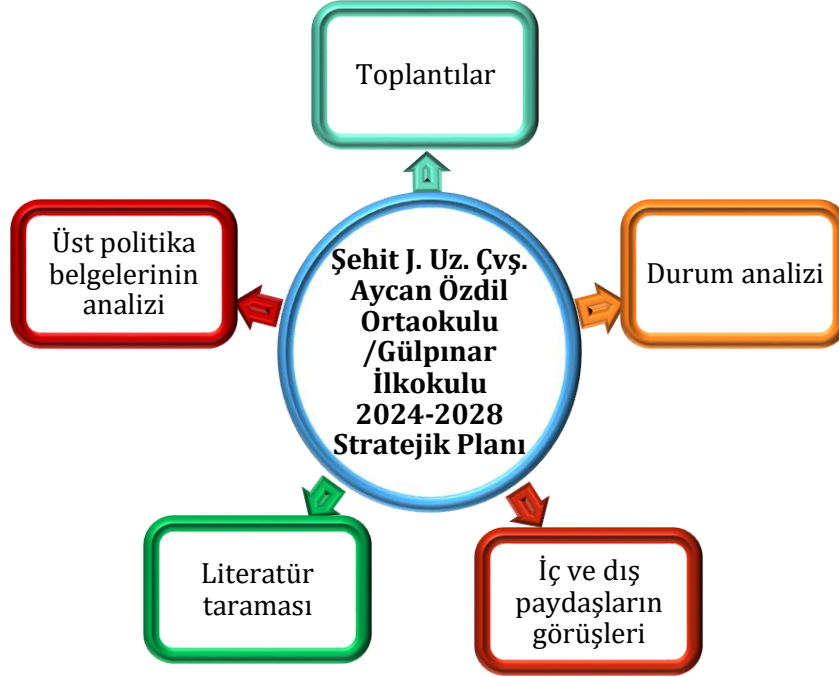 Toplantılar
Üst politika
belgelerinin
analizi
Şehit J. Uz. Çvş.
Aycan Özdil
Ortaokulu
/Gülpınar
İlkokulu
2024-2028
Stratejik Planı
Durum analizi
Literatür
taraması
İç ve dış
paydaşların
görüşleri